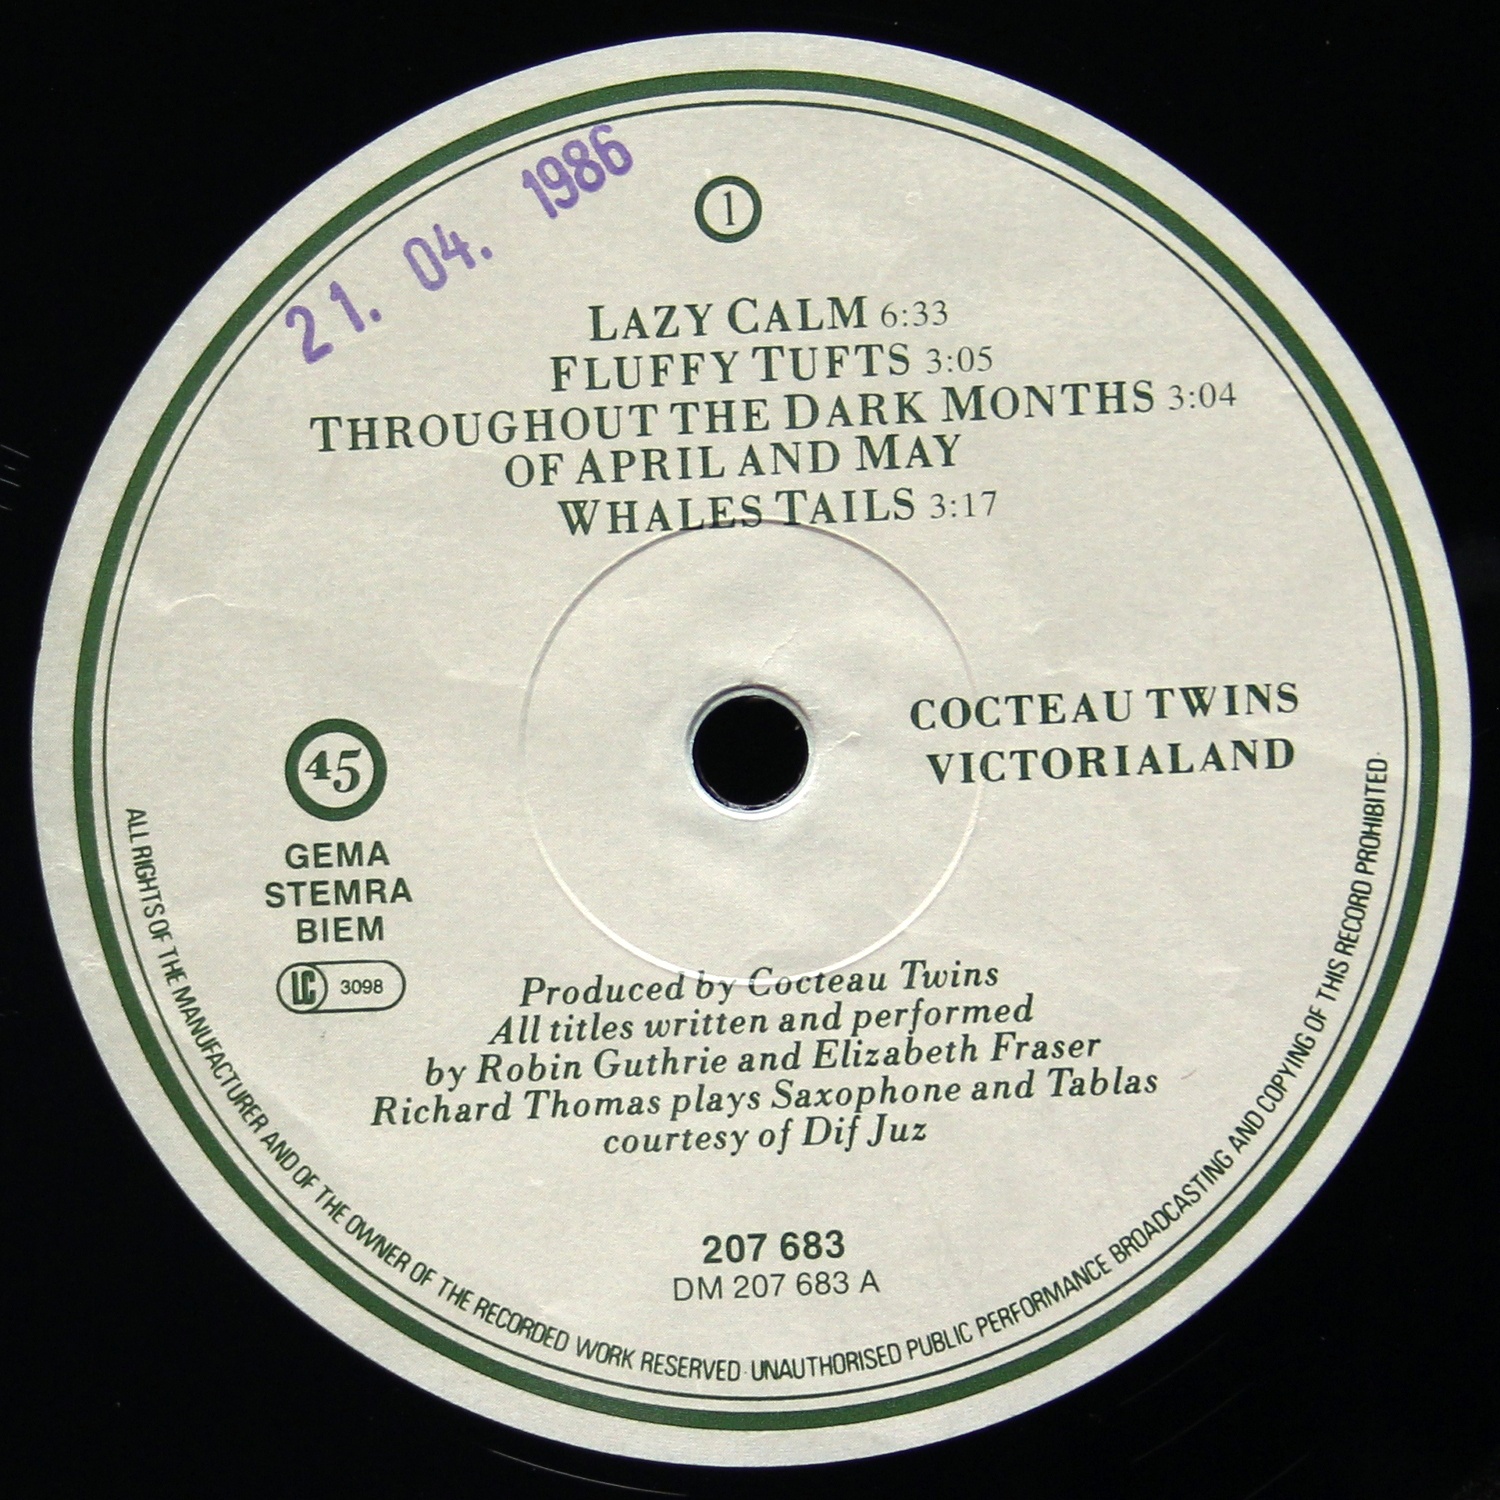 21. 04. 1986
1
LAZY CALM 6:33
FLUFFY TUFTS 3:05
THROUGHOUT THE DARK MONTHS 3:04
OF APRIL AND MAY
WHALES TAILS 3:17
COCTEAU TWINS
VICTORIALAND
45
GEMA
STEMRA
BIEM
LC 3098
Produced by Cocteau Twins
All titles written and performed
by Robin Guthrie and Elizabeth Fraser
Richard Thomas plays Saxophone and Tablas
courtesy of Dif Juz
207 683
DM 207 683 A
ALL RIGHTS OF THE MANUFACTURER AND OF THE OWNER OF THE RECORDED WORK RESERVED · UNAUTHORISED PUBLIC PERFORMANCE BROADCASTING AND COPYING OF THIS RECORD PROHIBITED·